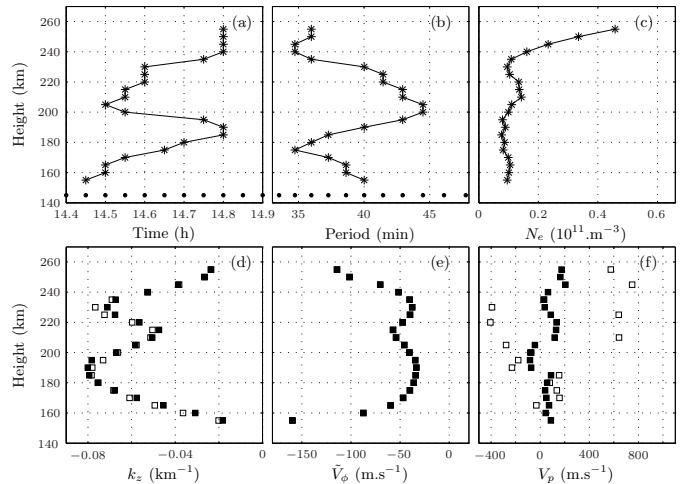 260
240
220
200
180
160
140
Height (km)
(a)
(b)
(c)
14.4 14.5 14.6 14.7 14.8 14.9
35 40 45
0 0.2 0.4 0.6
Time (h)
Period (min)
N_e (10^11.m^−3)
260
240
220
200
180
160
140
Height (km)
(d)
(e)
(f)
−0.08 −0.04 0
−150 −100 −50 0
−400 0 400 800
k_z (km^−1)
Ṽ_ϕ (m.s^−1)
V_p (m.s^−1)